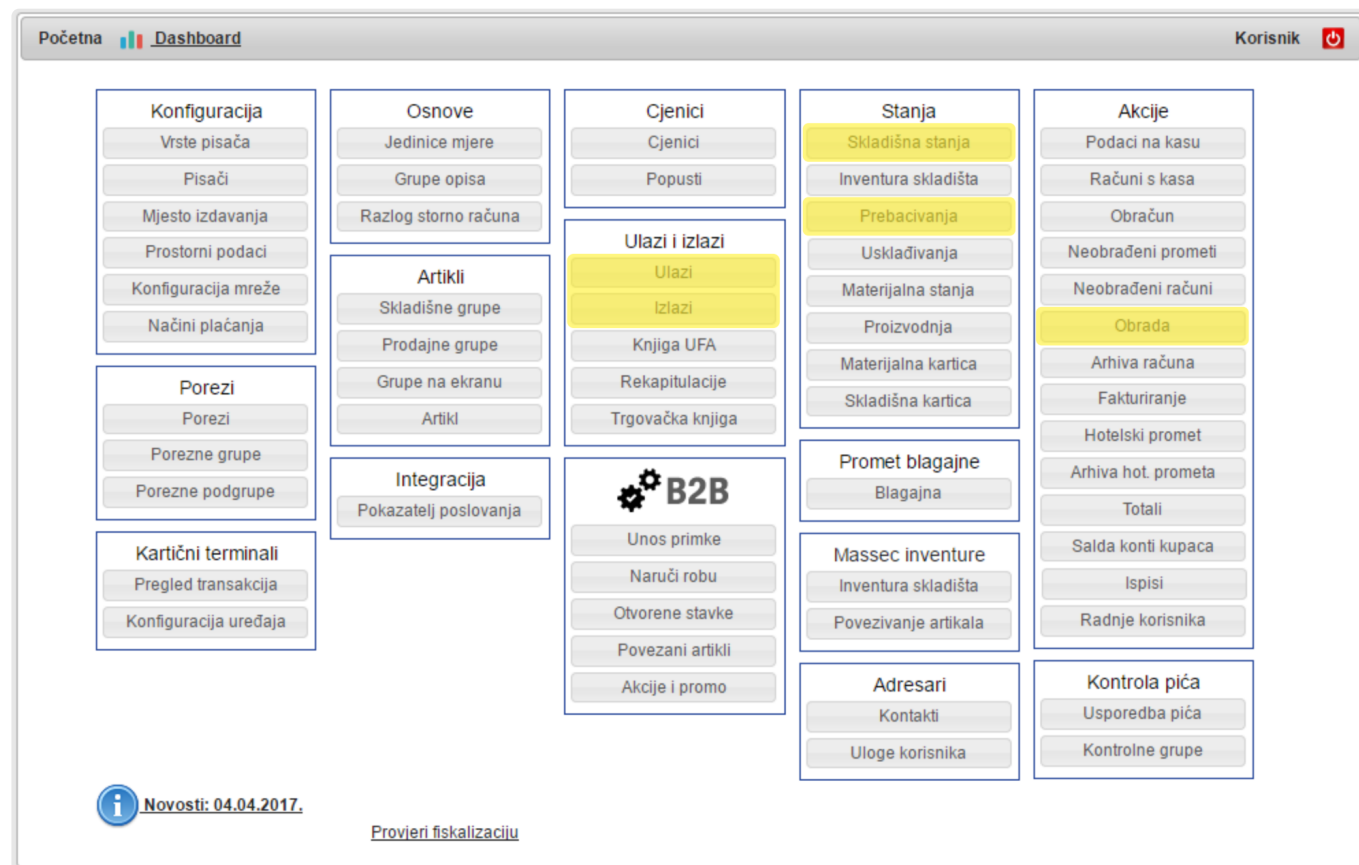 Početna Dashboard Korisnik
Konfiguracija
Vrste pisača
Pisači
Mjesto izdavanja
Prostorni podaci
Konfiguracija mreže
Načini plaćanja
Porezi
Porezi
Porezne grupe
Porezne podgrupe
Kartični terminali
Pregled transakcija
Konfiguracija uređaja
Osnove
Jedinice mjere
Grupe opisa
Razlog storno računa
Artikli
Skladišne grupe
Prodajne grupe
Grupe na ekranu
Artikl
Integracija
Pokazatelj poslovanja
Cjenici
Cjenici
Popusti
Ulazi i izlazi
Ulazi
Izlazi
Knjiga UFA
Rekapitulacije
Trgovačka knjiga
B2B
Unos primke
Naruči robu
Otvorene stavke
Povezani artikli
Akcije i promo
Stanja
Skladišna stanja
Inventura skladišta
Prebacivanja
Usklađivanja
Materijalna stanja
Proizvodnja
Materijalna kartica
Skladišna kartica
Promet blagajne
Blagajna
Massec inventure
Inventura skladišta
Povezivanje artikala
Adresari
Kontakti
Uloge korisnika
Akcije
Podaci na kasu
Računi s kasa
Obračun
Neobrađeni prometi
Neobrađeni računi
Obrada
Arhiva računa
Fakturiranje
Hotelski promet
Arhiva hot. prometa
Totali
Salda konti kupaca
Ispisi
Radnje korisnika
Kontrola pića
Usporedba pića
Kontrolne grupe
Novosti: 04.04.2017.
Provjeri fiskalizaciju